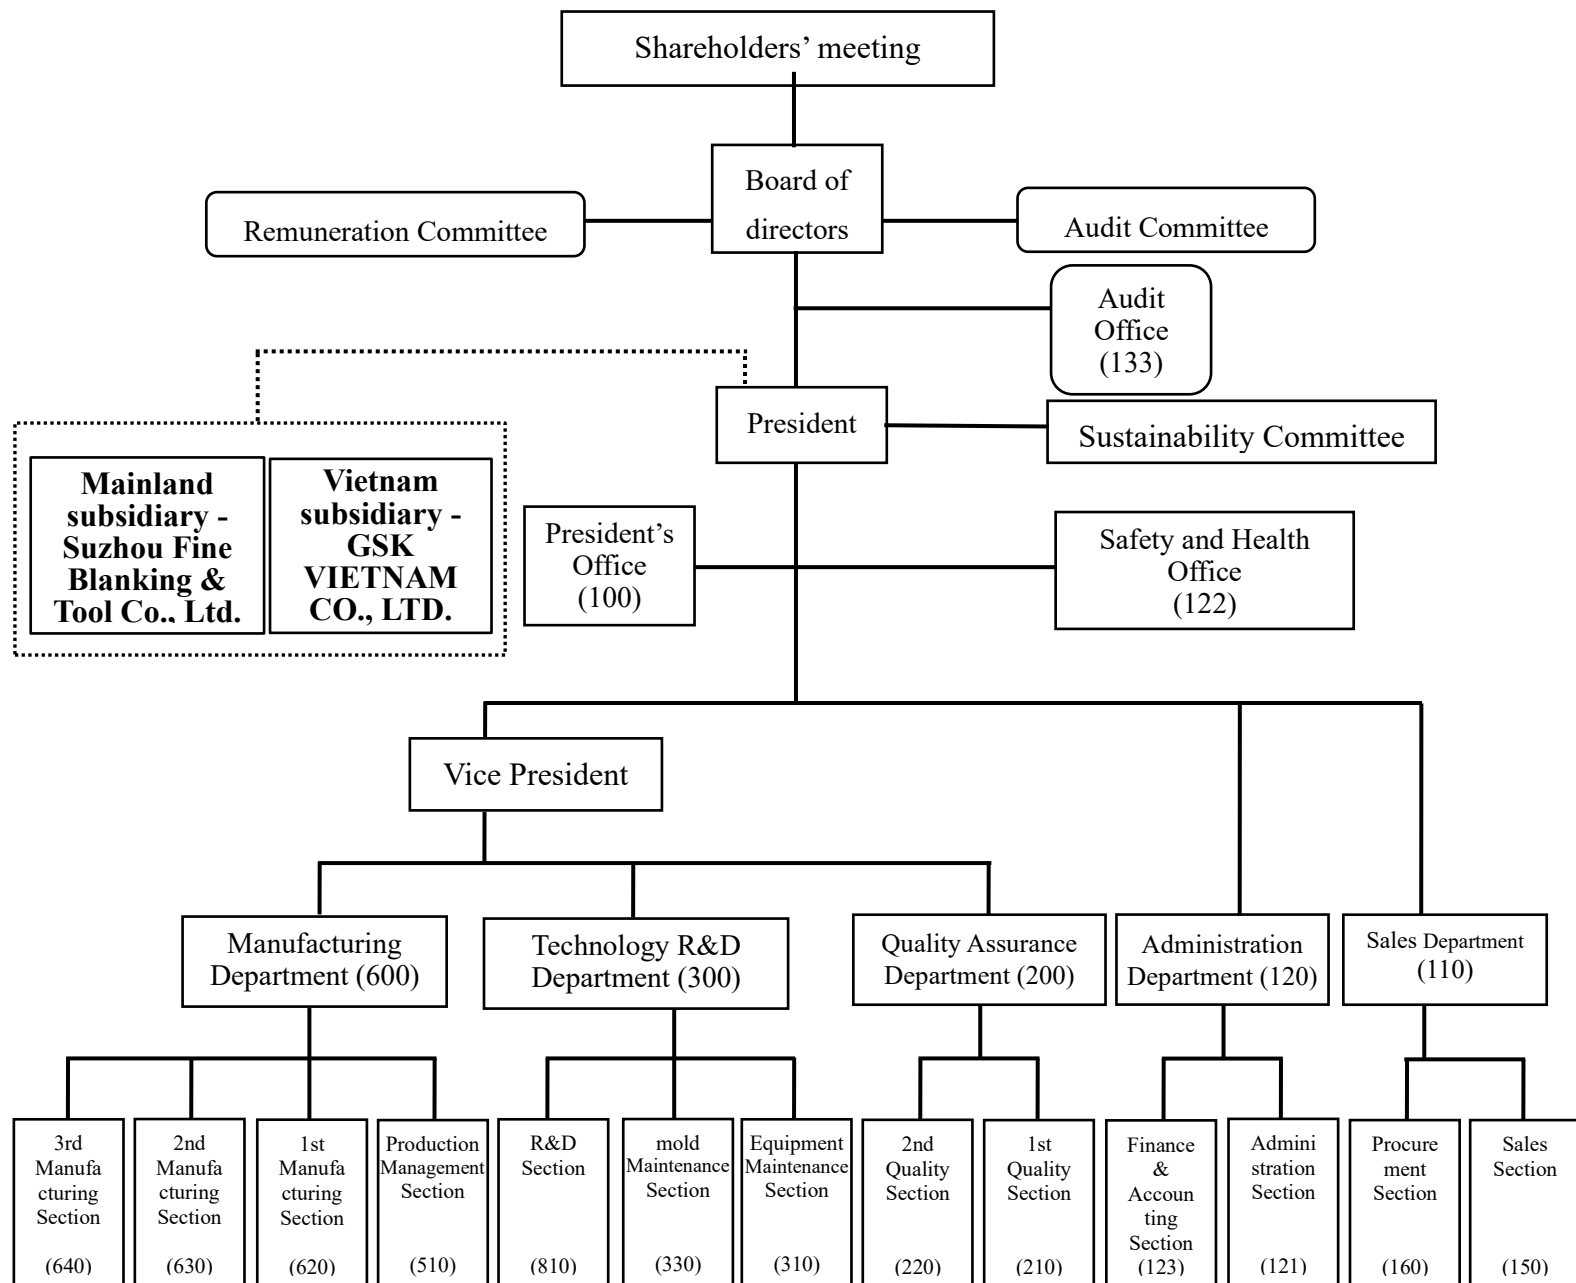 Shareholders’ meeting
Board of
directors
Remuneration Committee
Audit Committee
Audit
Office
(133)
President
Sustainability Committee
Mainland
subsidiary -
Suzhou Fine
Blanking &
Tool Co., Ltd.
Vietnam
subsidiary -
GSK
VIETNAM
CO., LTD.
President’s
Office
(100)
Safety and Health
Office
(122)
Vice President
Manufacturing
Department (600)
Technology R&D
Department (300)
Quality Assurance
Department (200)
Administration
Department (120)
Sales Department
(110)
3rd
Manufa
cturing
Section
(640)
2nd
Manufa
cturing
Section
(630)
1st
Manufa
cturing
Section
(620)
Production
Management
Section
(510)
R&D
Section
(810)
mold
Maintenance
Section
(330)
Equipment
Maintenance
Section
(310)
2nd
Quality
Section
(220)
1st
Quality
Section
(210)
Finance
&
Accoun
ting
Section
(123)
Admini
stration
Section
(121)
Procure
ment
Section
(160)
Sales
Section
(150)